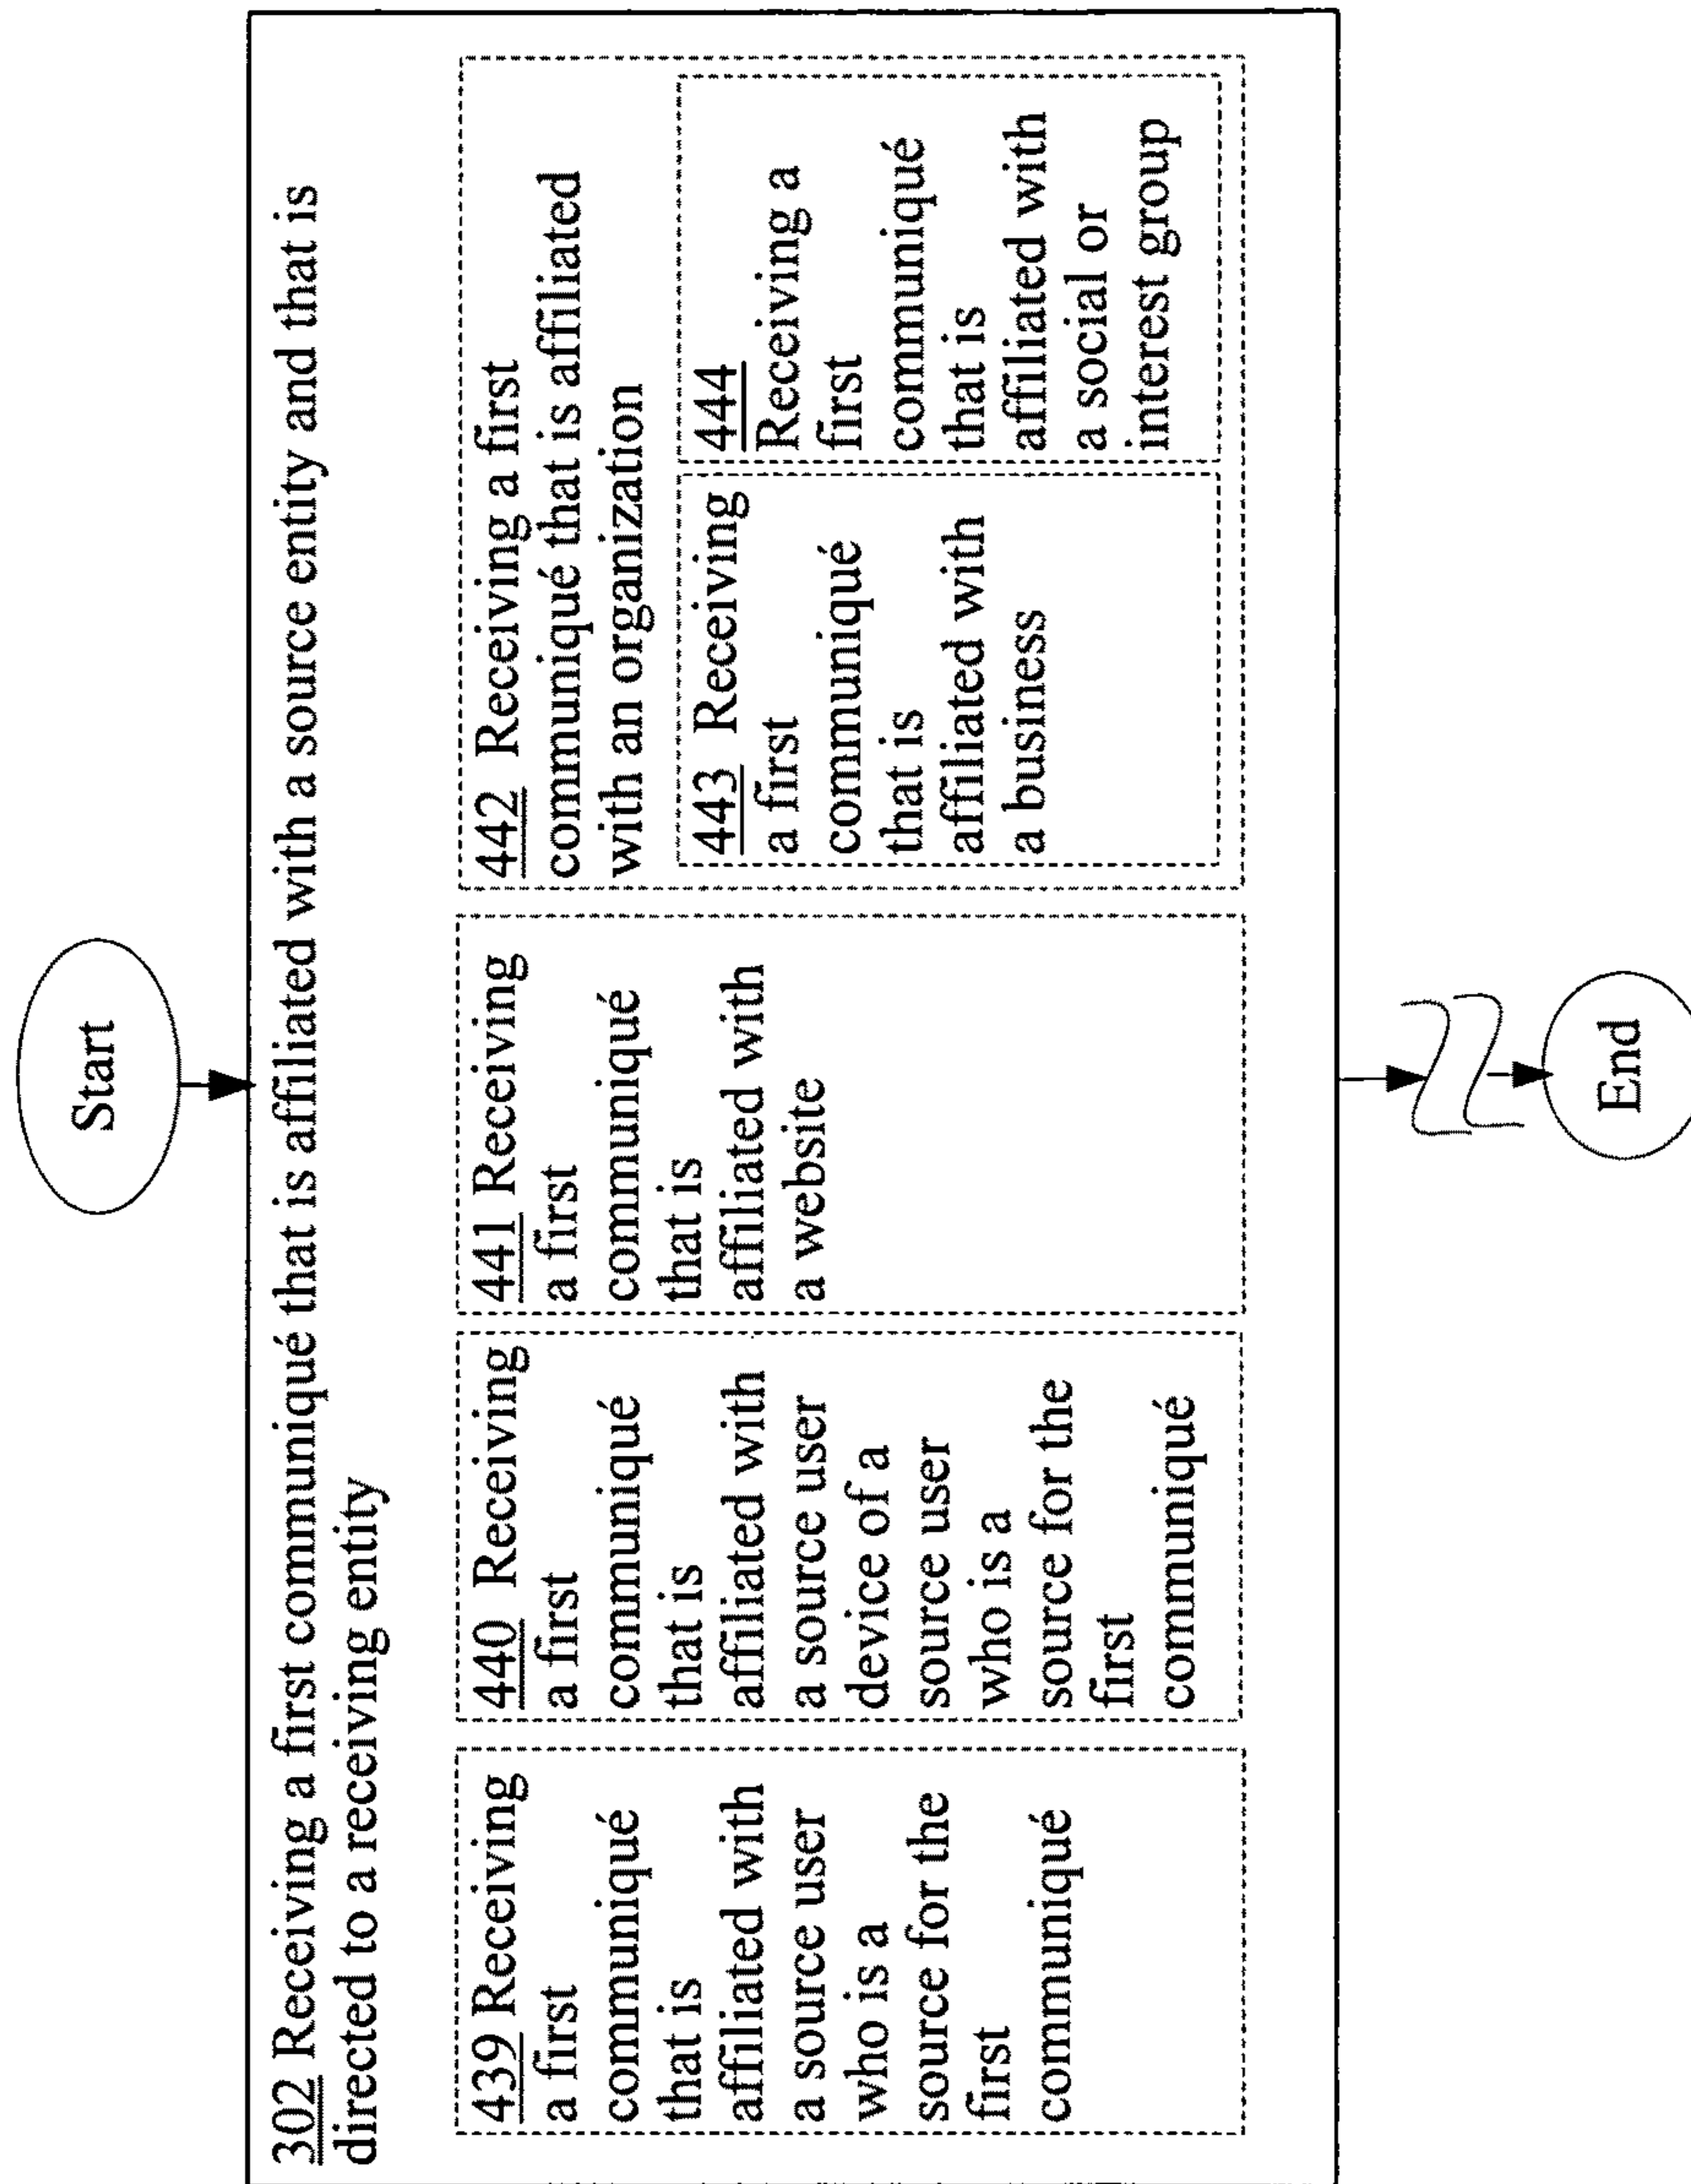 Start
302 Receiving a first communiqué that is affiliated with a source entity and that is
directed to a receiving entity
439 Receiving
a first
communiqué
that is
affiliated with
a source user
who is a
source for the
first
communiqué
440 Receiving
a first
communiqué
that is
affiliated with
a source user
device of a
source user
who is a
source for the
first
communiqué
441 Receiving
a first
communiqué
that is
affiliated with
a website
442 Receiving a first
communiqué that is affiliated
with an organization
443 Receiving
a first
communiqué
that is
affiliated with
a business
444
Receiving a
first
communiqué
that is
affiliated with
a social or
interest group
End